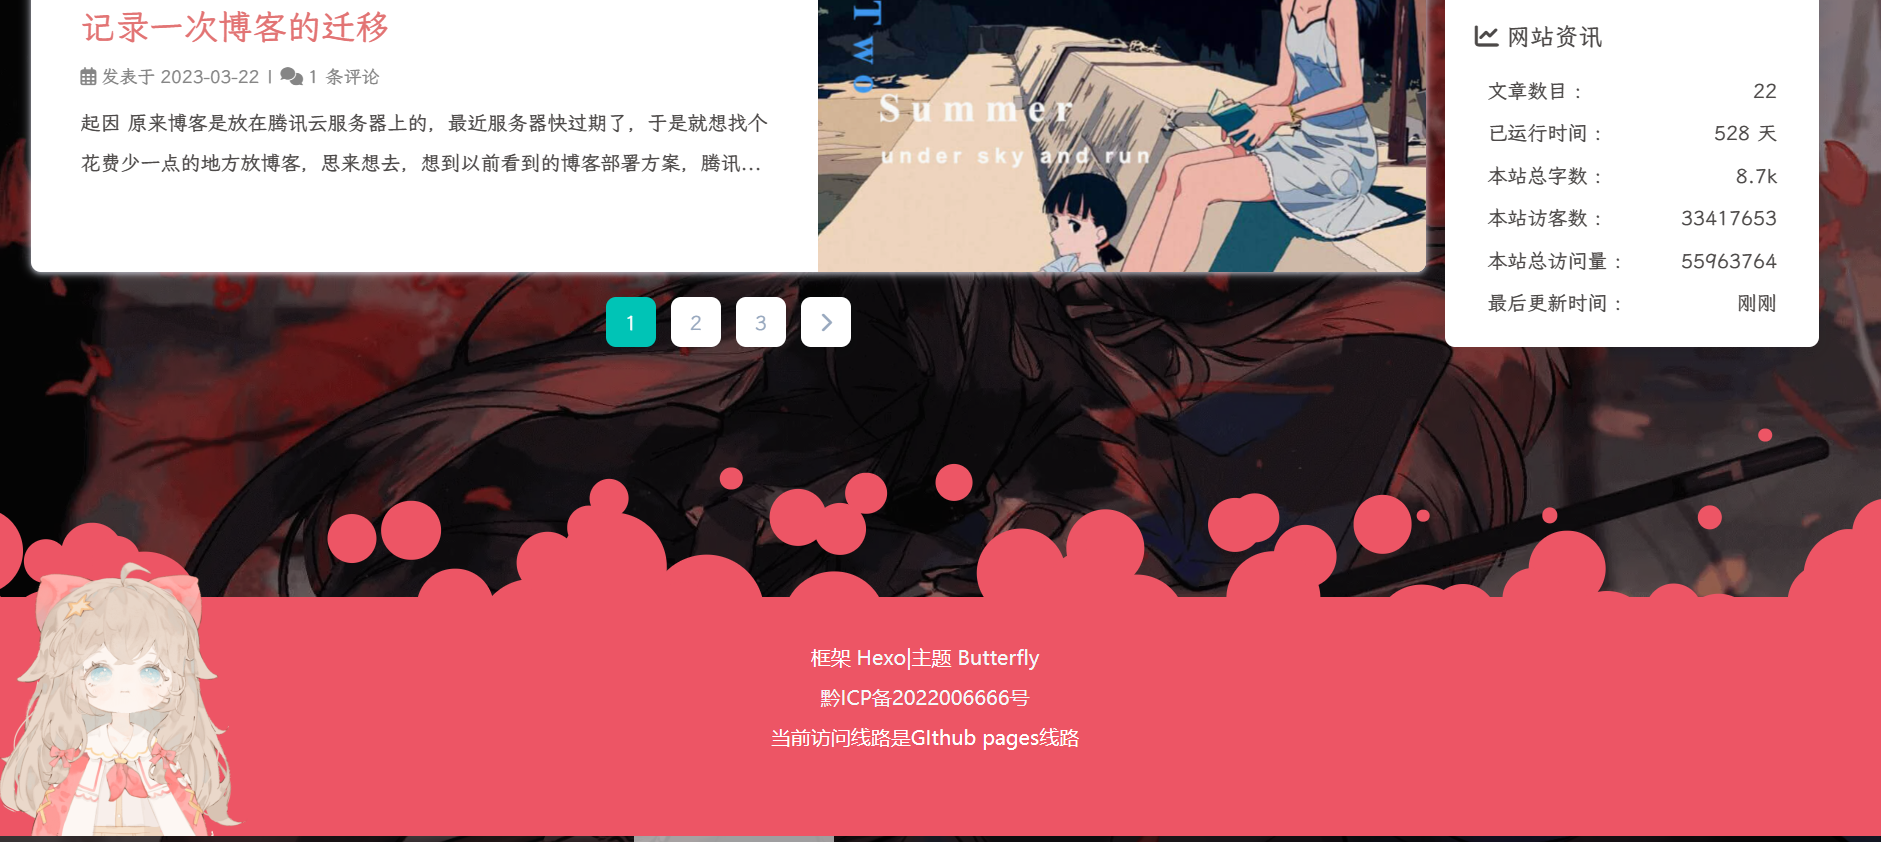 记录一次博客的迁移
发表于 2023-03-22 | 1 条评论
起因 原来博客是放在腾讯云服务器上的，最近服务器快过期了，于是就想找个
花费少一点的地方放博客，思来想去，想到以前看到的博客部署方案，腾讯...
Two
Summer
under sky and run
网站资讯
文章数目 : 22
已运行时间 : 528 天
本站总字数 : 8.7k
本站访客数 : 33417653
本站总访问量 : 55963764
最后更新时间 : 刚刚
1 2 3
框架 Hexo|主题 Butterfly
黔ICP备2022006666号
当前访问线路是GIthub pages线路